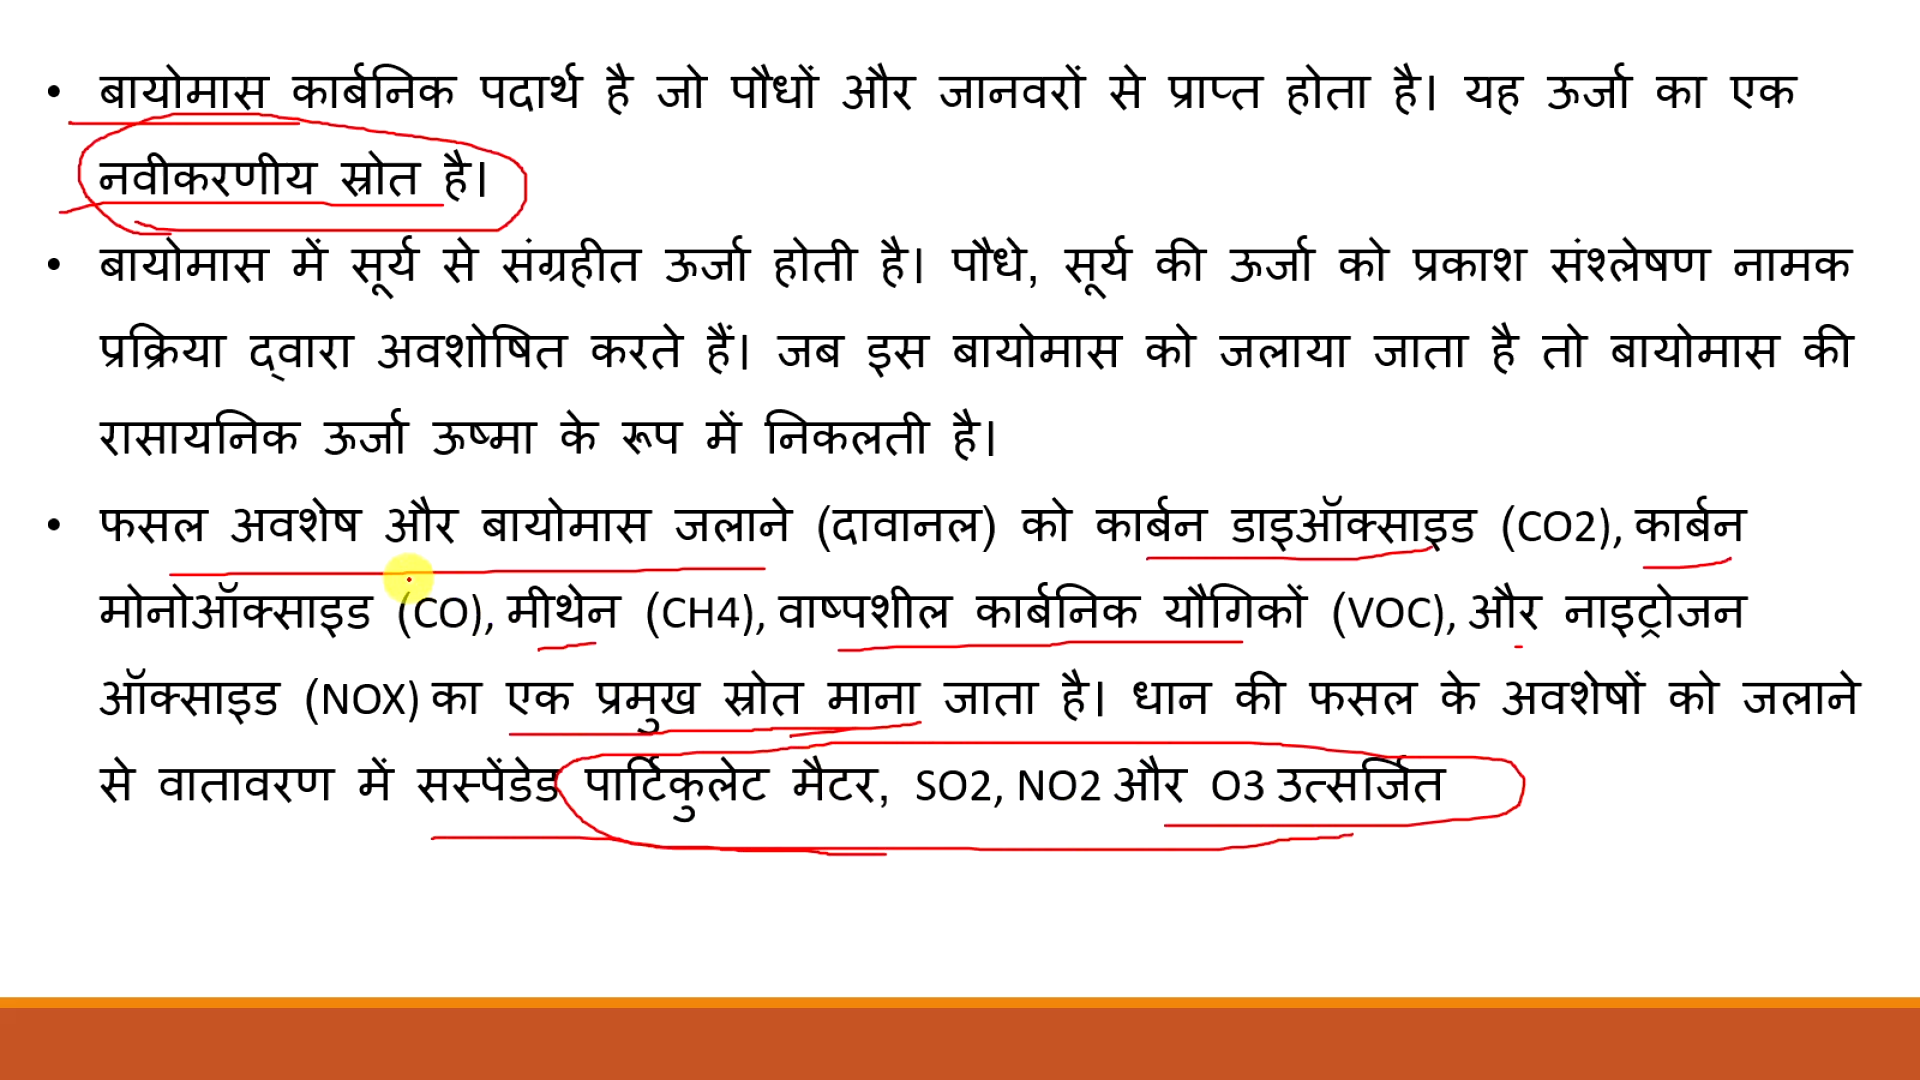 • बायोमास कार्बनिक पदार्थ है जो पौधों और जानवरों से प्राप्त होता है। यह ऊर्जा का एक
नवीकरणीय स्रोत है।
• बायोमास में सूर्य से संग्रहीत ऊर्जा होती है। पौधे, सूर्य की ऊर्जा को प्रकाश संश्लेषण नामक
प्रक्रिया द्वारा अवशोषित करते हैं। जब इस बायोमास को जलाया जाता है तो बायोमास की
रासायनिक ऊर्जा ऊष्मा के रूप में निकलती है।
• फसल अवशेष और बायोमास जलाने (दावानल) को कार्बन डाइऑक्साइड (CO2), कार्बन
मोनोऑक्साइड (CO), मीथेन (CH4), वाष्पशील कार्बनिक यौगिकों (VOC), और नाइट्रोजन
ऑक्साइड (NOX) का एक प्रमुख स्रोत माना जाता है। धान की फसल के अवशेषों को जलाने
से वातावरण में सस्पेंडेड पार्टिकुलेट मैटर, SO2, NO2 और O3 उत्सर्जित